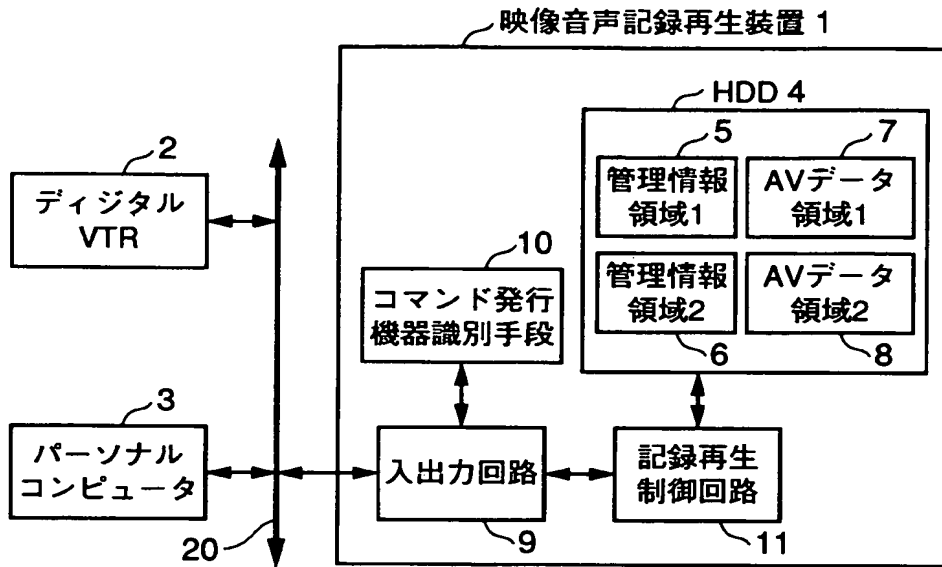 映像音声記録再生装置 1
HDD 4
2
ディジタル
VTR
5
管理情報
領域1
7
AVデータ
領域1
管理情報
領域2
6
AVデータ
領域2
8
10
コマンド発行
機器識別手段
3
パーソナル
コンピュータ
20
入出力回路
9
記録再生
制御回路
11